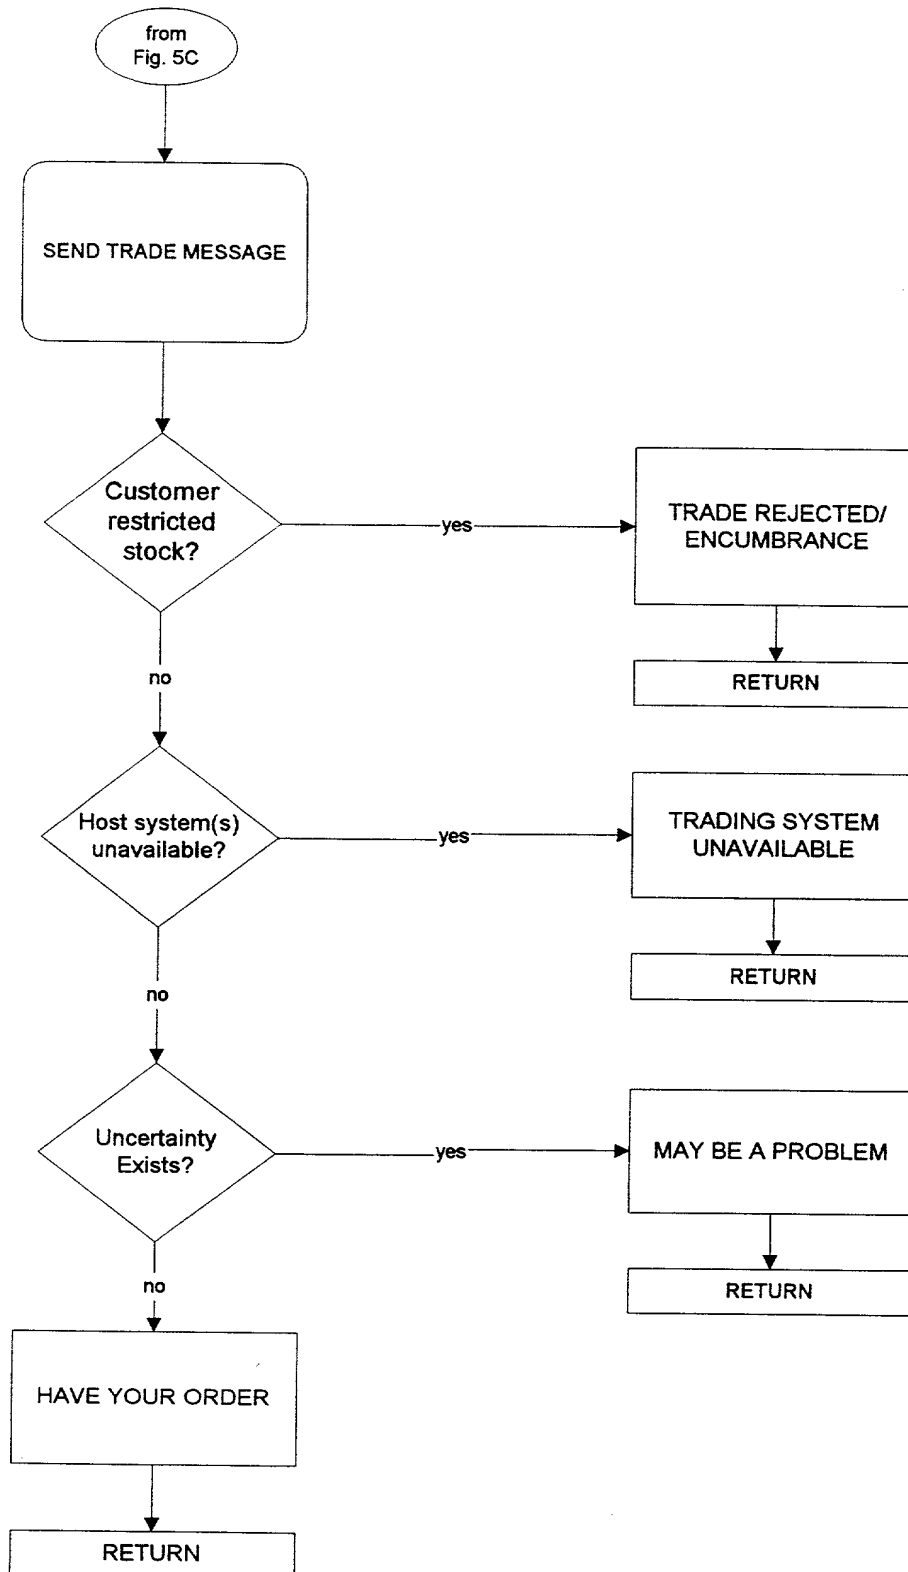 from
Fig. 5C
SEND TRADE MESSAGE
Customer
restricted
stock?
yes
TRADE REJECTED/
ENCUMBRANCE
RETURN
no
Host system(s)
unavailable?
yes
TRADING SYSTEM
UNAVAILABLE
RETURN
no
Uncertainty
Exists?
yes
MAY BE A PROBLEM
RETURN
no
HAVE YOUR ORDER
RETURN